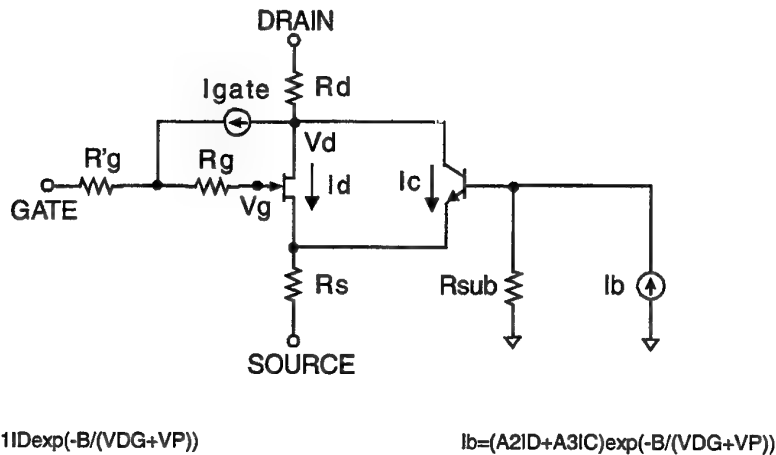 DRAIN
Igate
Rd
Vd
R'g
Rg
Id
Ic
GATE
Vg
Rs
Rsub
Ib
SOURCE
1IDexp(-B/(VDG+VP))
Ib=(A2ID+A3IC)exp(-B/(VDG+VP))